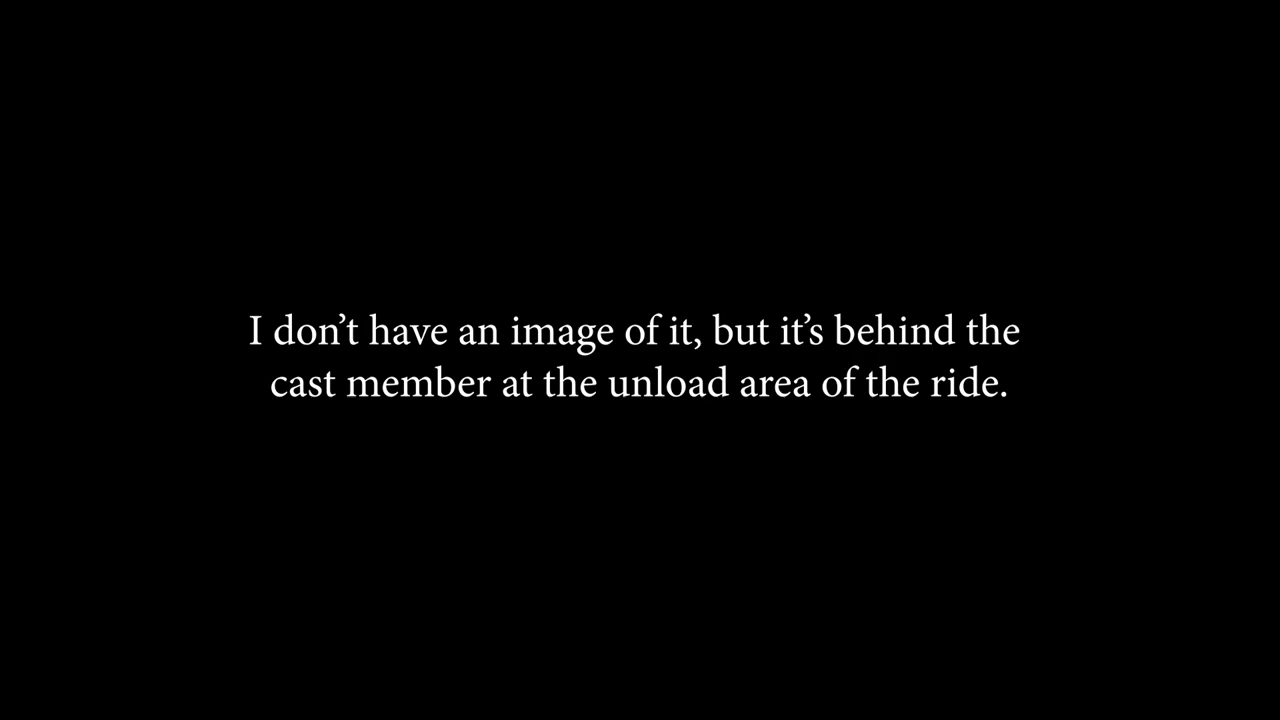 I don’t have an image of it, but it’s behind the
cast member at the unload area of the ride.